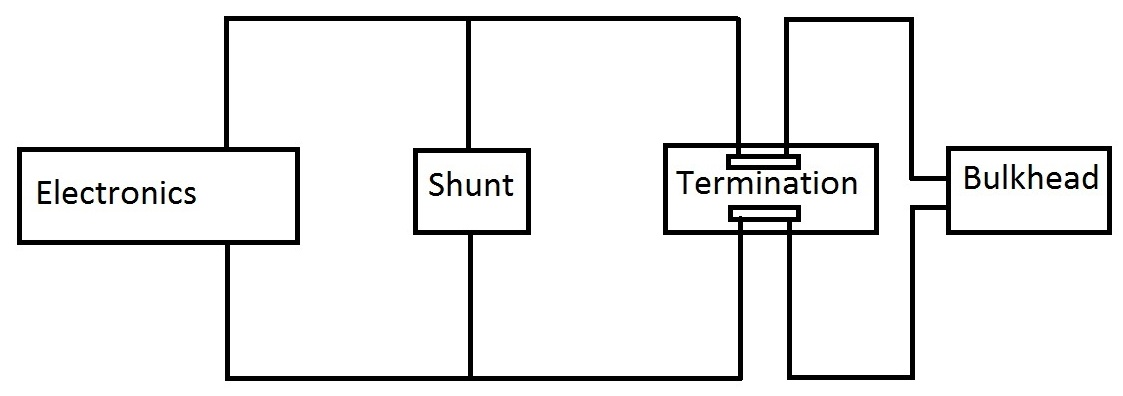 Electronics
Shunt
Termination
Bulkhead